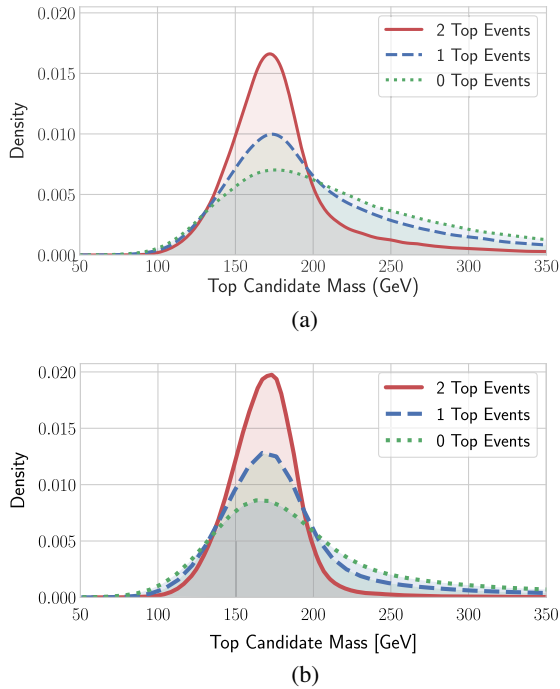 0.020
0.015
0.010
0.005
0.000
Density
2 Top Events
1 Top Events
0 Top Events
50 100 150 200 250 300 350
Top Candidate Mass (GeV)
(a)
0.020
0.015
0.010
0.005
0.000
Density
2 Top Events
1 Top Events
0 Top Events
50 100 150 200 250 300 350
Top Candidate Mass [GeV]
(b)